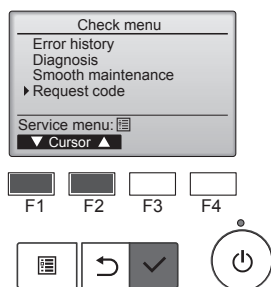 Check menu
Error history
Diagnosis
Smooth maintenance
Request code
Service menu:
▼ Cursor ▲
F1 F2 F3 F4